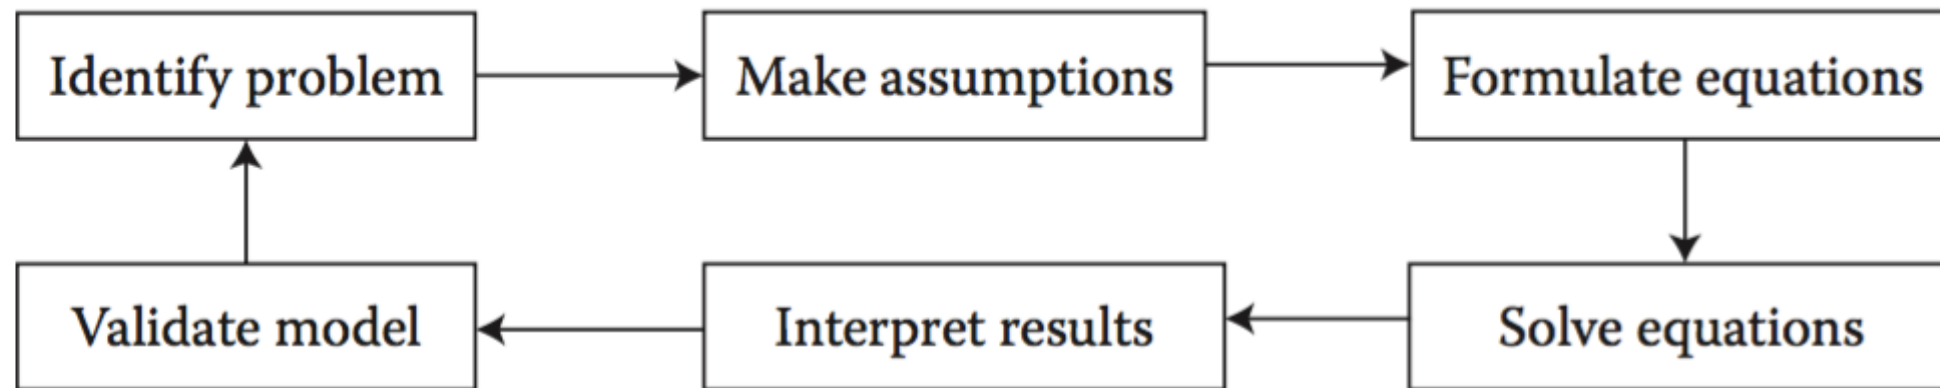 Identify problem
Make assumptions
Formulate equations
Validate model
Interpret results
Solve equations